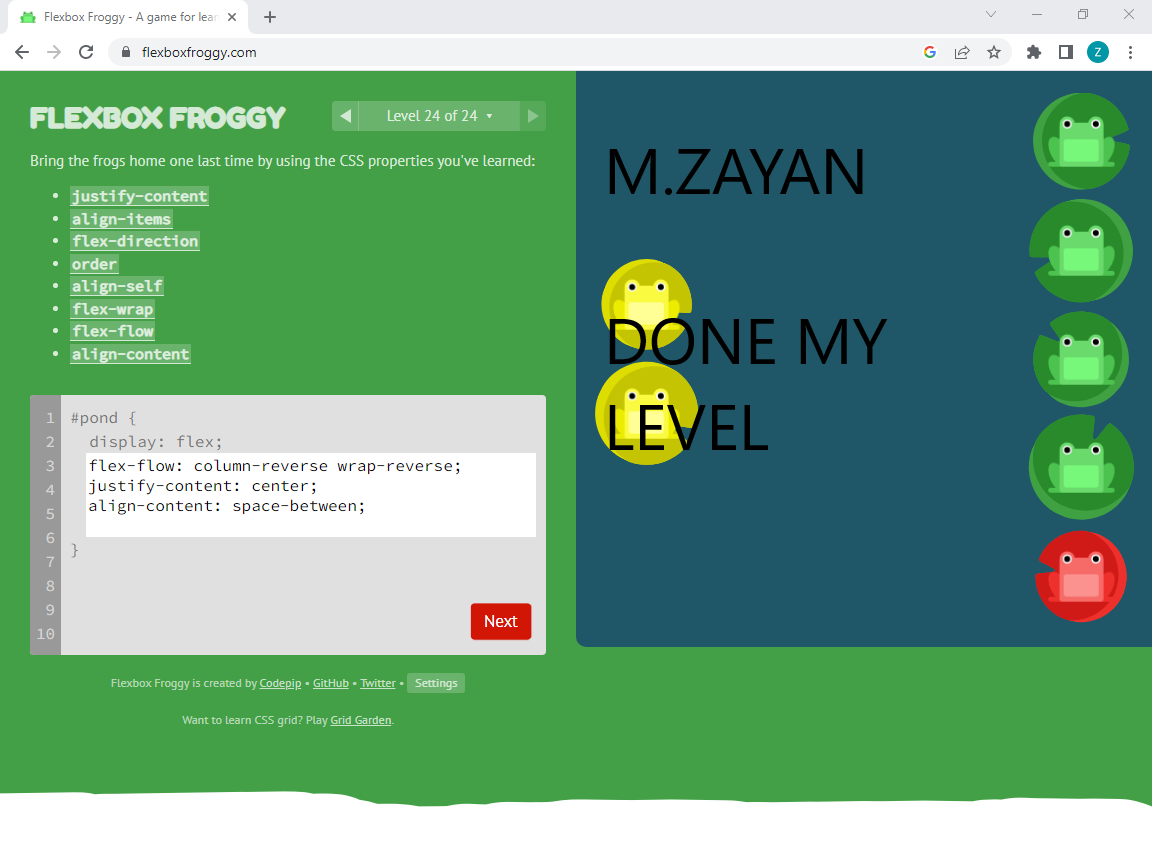 Flexbox Froggy - A game for lear
flexboxfroggy.com
Z
FLEXBOX FROGGY
Level 24 of 24
Bring the frogs home one last time by using the CSS properties you've learned:
• justify-content
• align-items
• flex-direction
• order
• align-self
• flex-wrap
• flex-flow
• align-content
1 #pond {
2 display: flex;
3 flex-flow: column-reverse wrap-reverse;
4 justify-content: center;
5 align-content: space-between;
6
7 }
8
9
10
Next
Flexbox Froggy is created by Codepip • GitHub • Twitter • Settings
Want to learn CSS grid? Play Grid Garden.
M.ZAYAN
DONE MY
LEVEL